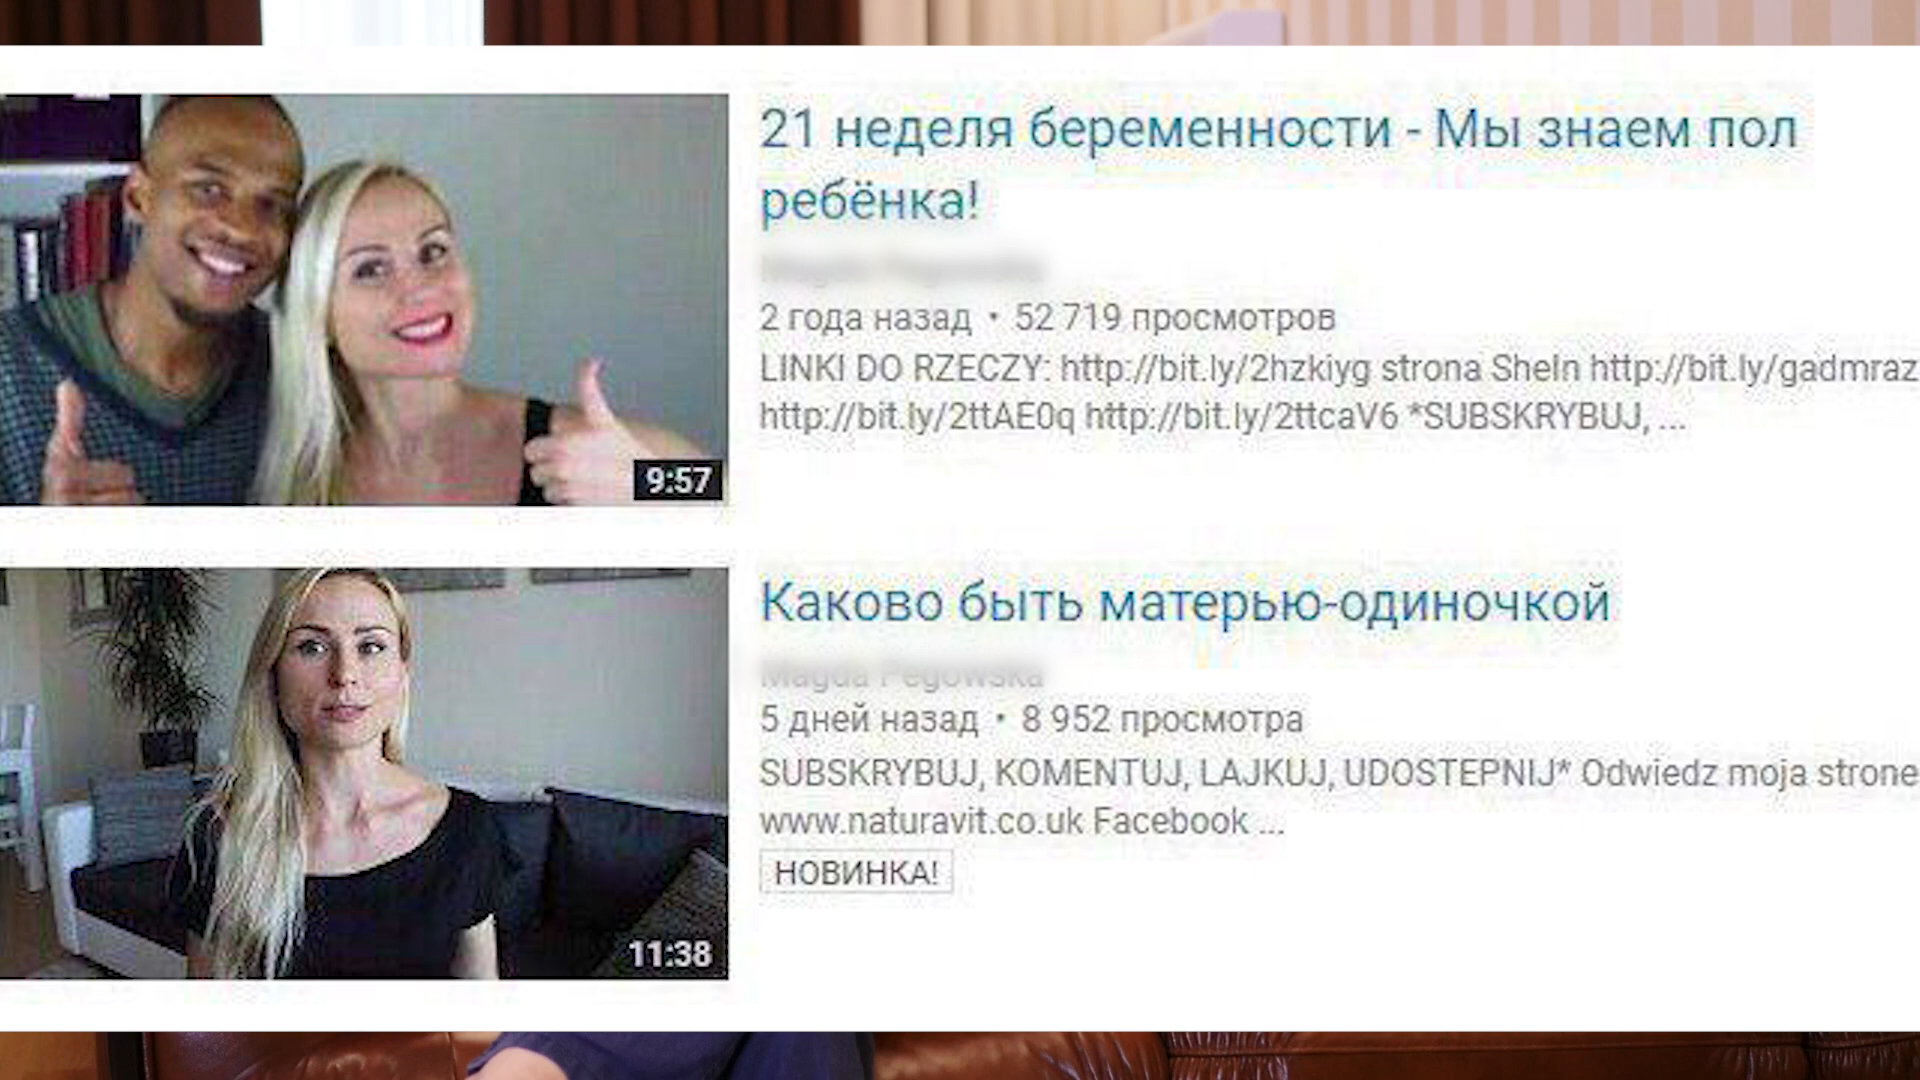 21 неделя беременности - Мы знаем пол
ребёнка!
2 года назад • 52 719 просмотров
LINKI DO RZECZY: http://bit.ly/2hzkiyg strona SheIn http://bit.ly/gadmraz
http://bit.ly/2ttAE0q http://bit.ly/2ttcaV6 *SUBSKRYBUJ, ...
9:57
Каково быть матерью-одиночкой
5 дней назад • 8 952 просмотра
SUBSKRYBUJ, KOMENTUJ, LAJKUJ, UDOSTEPNIJ* Odwiedz moja strone
www.naturavit.co.uk Facebook ...
НОВИНКА!
11:38